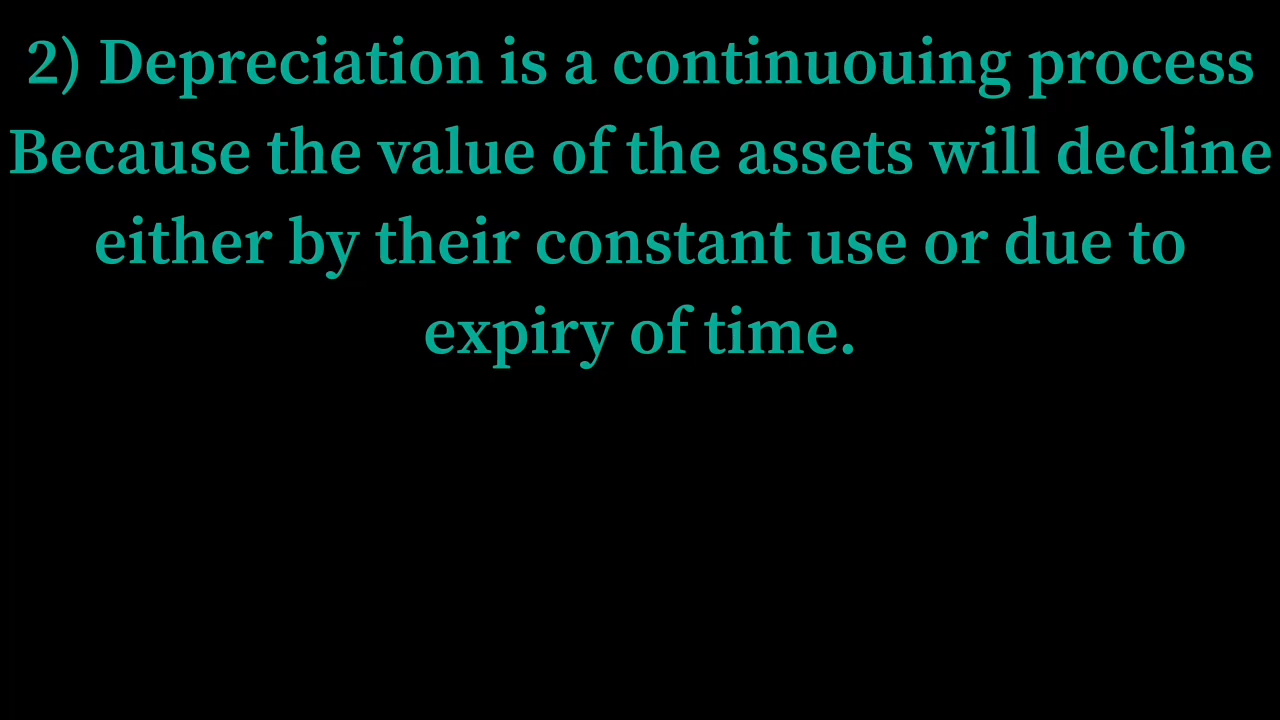 2) Depreciation is a continuouing process
Because the value of the assets will decline
either by their constant use or due to
expiry of time.